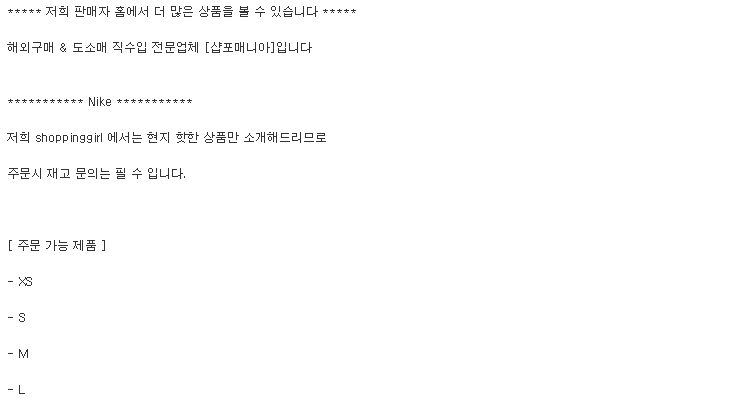 ***** 저희 판매자 홈에서 더 많은 상품을 볼 수 있습니다 *****
해외구매 & 도소매 직수입 전문업체 [샵포매니아]입니다
*********** Nike ***********
저희 shoppinggirl 에서는 현지 핫한 상품만 소개해드리므로
주문시 재고 문의는 필 수 입니다.
[ 주문 가능 제품 ]
- XS
- S
- M
- L